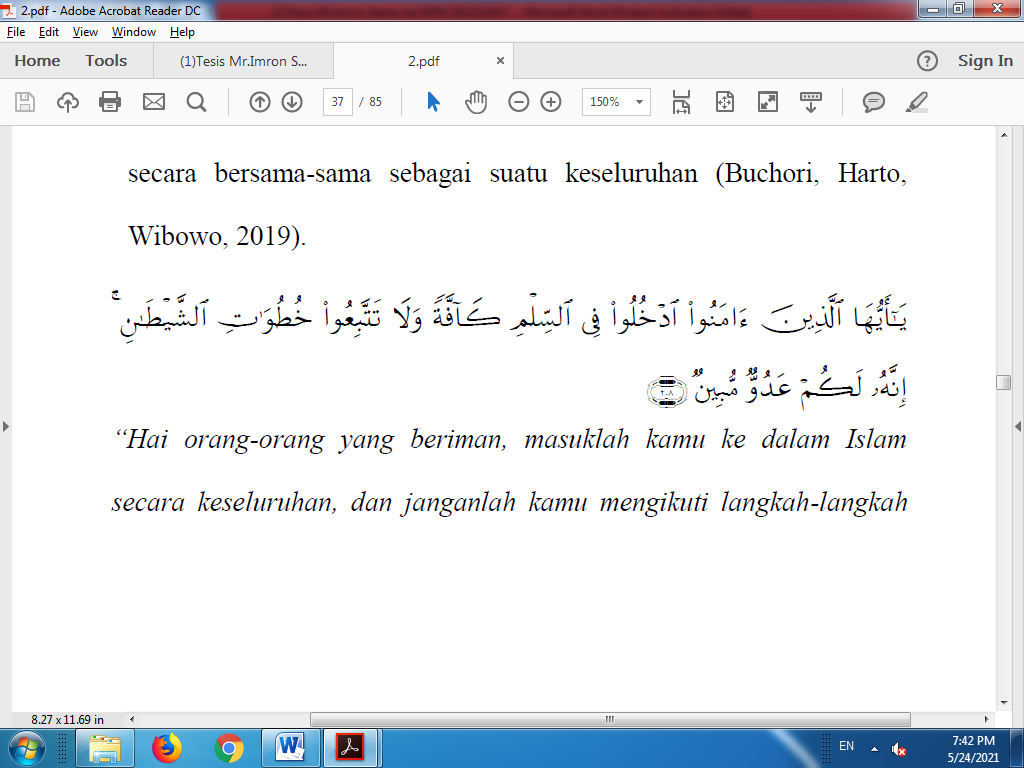 2.pdf - Adobe Acrobat Reader DC
File Edit View Window Help
Home Tools (1)Tesis Mr.Imron S... 2.pdf × Sign In
37 / 85 150%
secara bersama-sama sebagai suatu keseluruhan (Buchori, Harto,
Wibowo, 2019).
يَـٰٓأَيُّهَا ٱلَّذِينَ ءَامَنُوا۟ ٱدْخُلُوا۟ فِى ٱلسِّلْمِ كَآفَّةً وَلَا تَتَّبِعُوا۟ خُطُوَٰتِ ٱلشَّيْطَـٰنِ ۚ
إِنَّهُۥ لَكُمْ عَدُوٌّ مُّبِينٌ ٢٠٨
“Hai orang-orang yang beriman, masuklah kamu ke dalam Islam
secara keseluruhan, dan janganlah kamu mengikuti langkah-langkah
8.27 x 11.69 in
EN 7:42 PM
5/24/2021